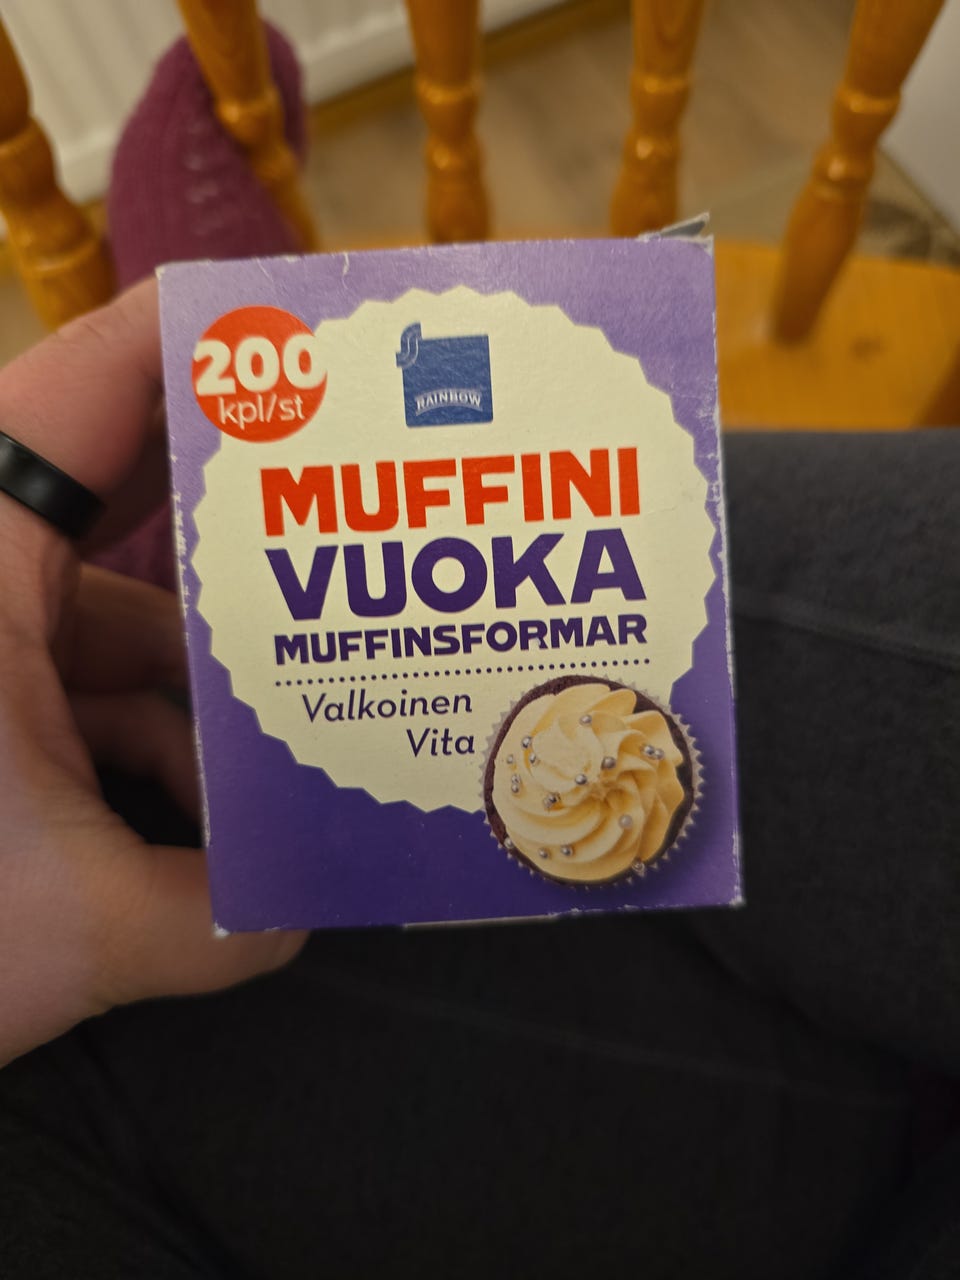 200
kpl/st
RAINBOW
MUFFINI
VUOKA
MUFFINSFORMAR
Valkoinen
Vita